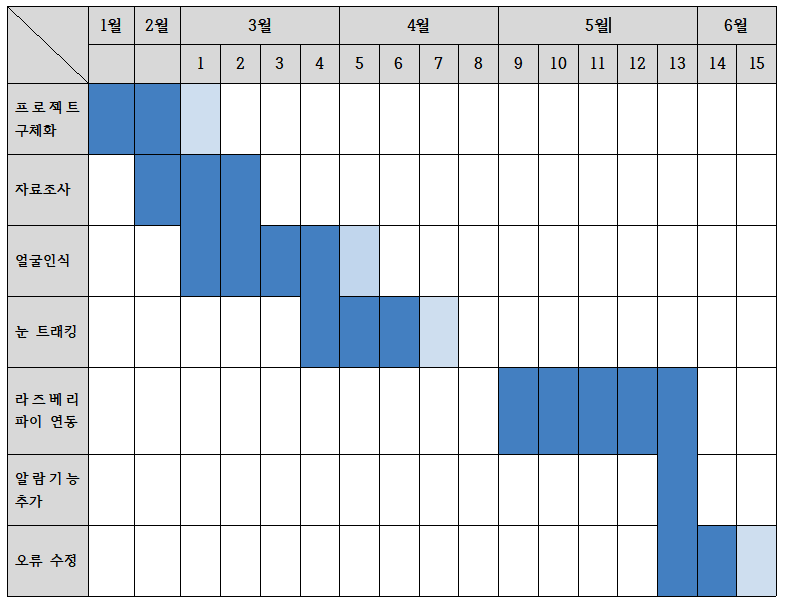 1월 2월 3월 4월 5월 6월
1 2 3 4 5 6 7 8 9 10 11 12 13 14 15
프로젝트
구체화
자료조사
얼굴인식
눈 트래킹
라즈베리
파이 연동
알람기능
추가
오류 수정